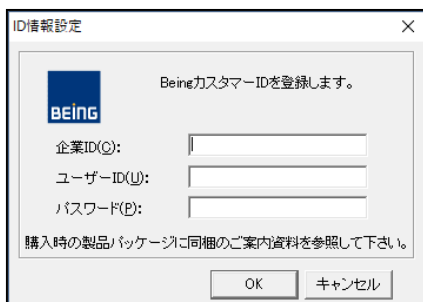 ID情報設定
BeingカスタマーIDを登録します。
BEING
企業ID(C):
ユーザーID(U):
パスワード(P):
購入時の製品パッケージに同梱のご案内資料を参照して下さい。
OK
キャンセル